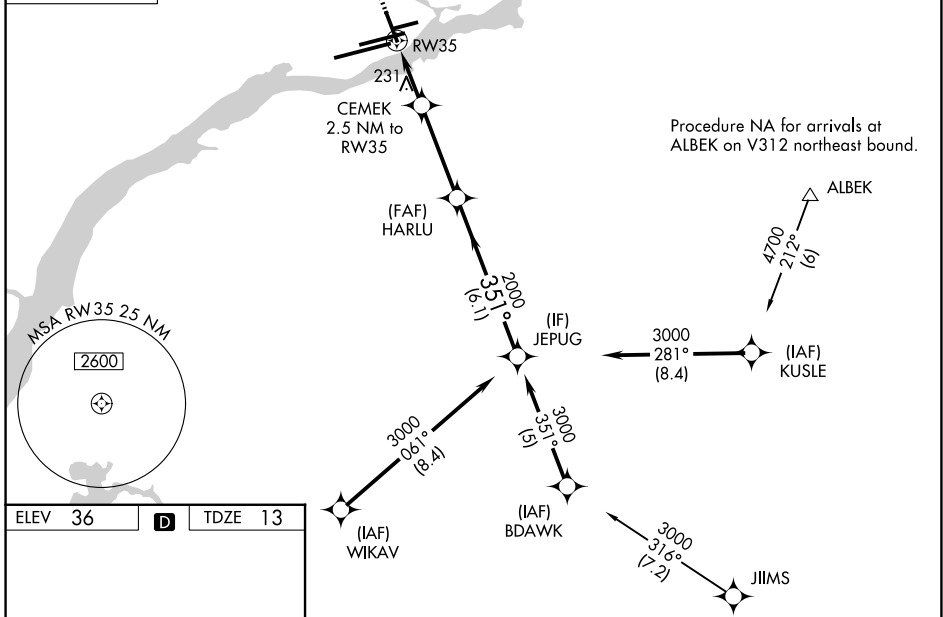 RW35
231
CEMEK
2.5 NM to
RW35
Procedure NA for arrivals at
ALBEK on V312 northeast bound.
ALBEK
4700
212°
(6)
(FAF)
HARLU
2000
351°
(6.1)
(IF)
JEPUG
3000
281°
(8.4)
(IAF)
KUSLE
MSA RW35 25 NM
2600
3000
061°
(8.4)
3000
351°
(5)
(IAF)
WIKAV
(IAF)
BDAWK
3000
316°
(7.2)
JIIMS
ELEV 36 D TDZE 13